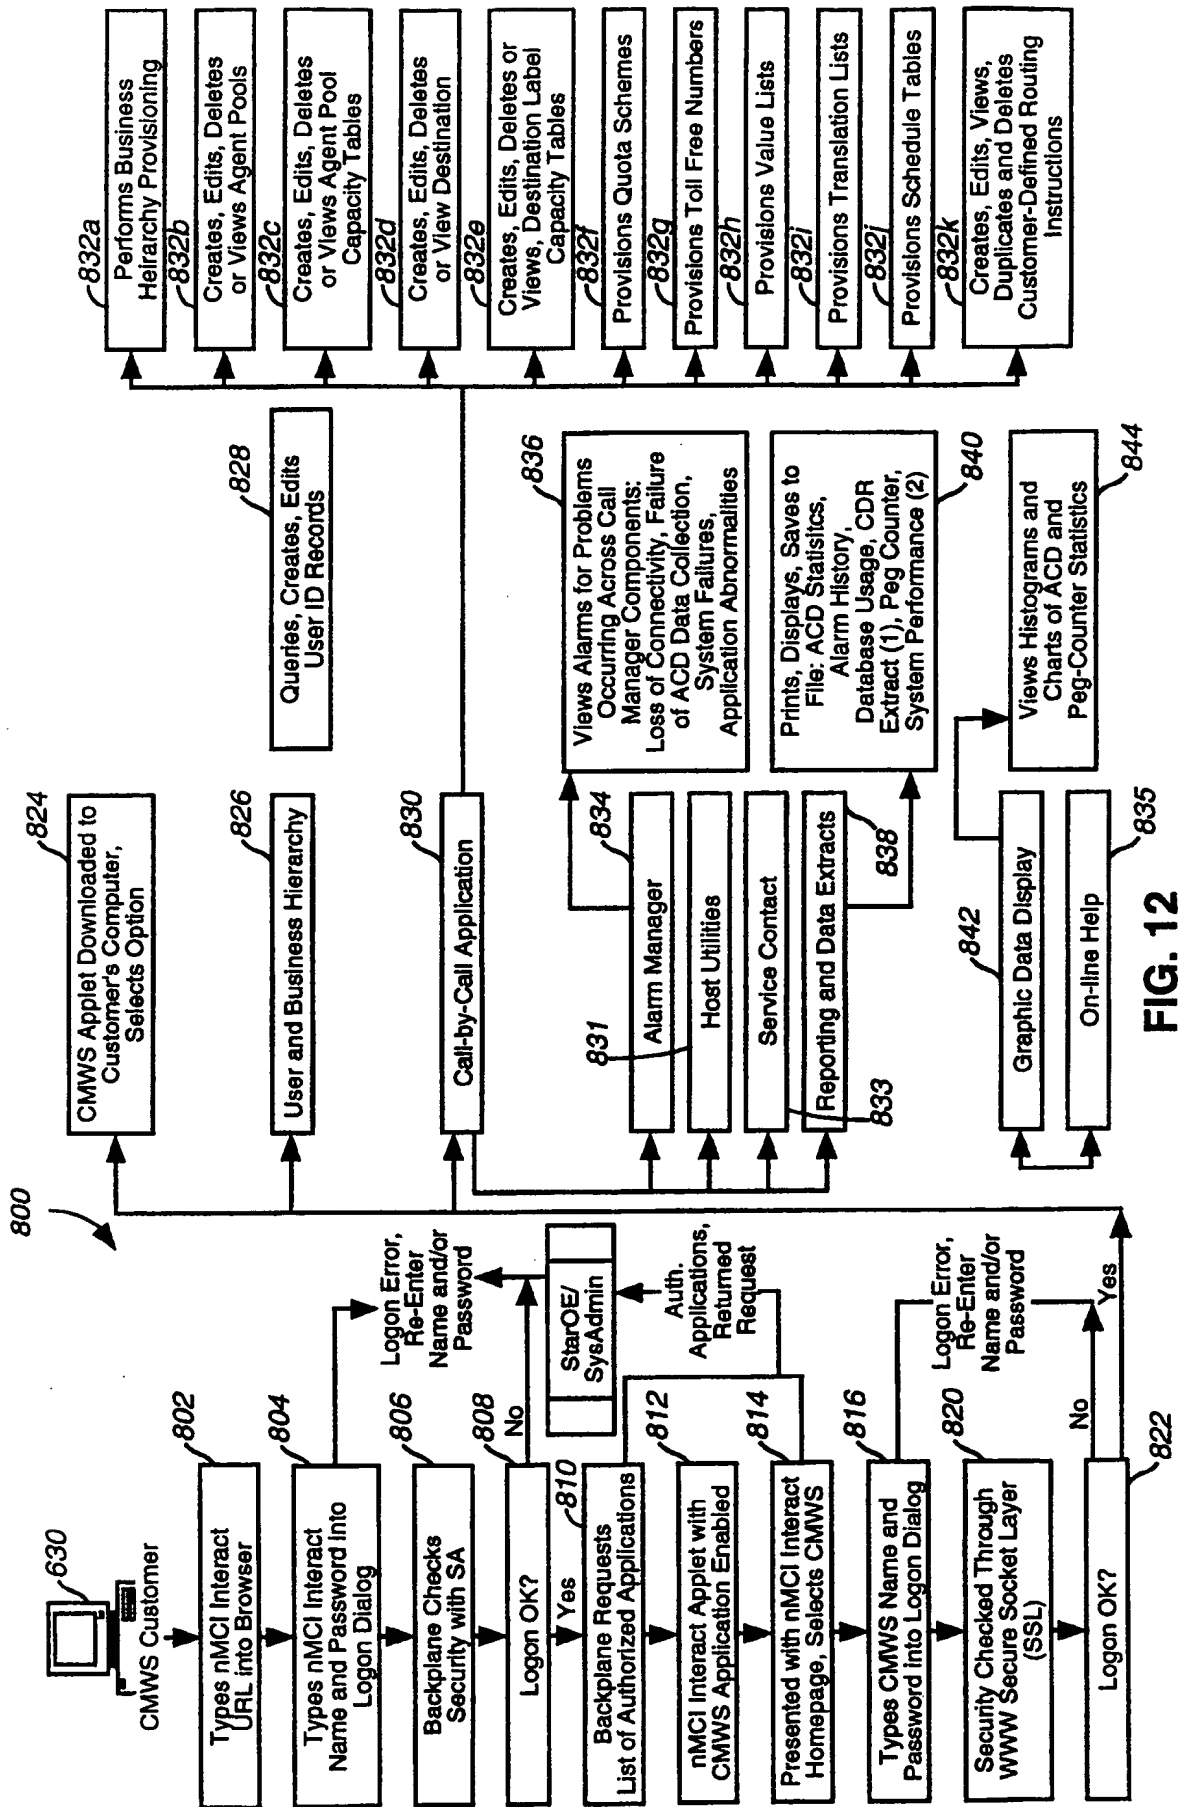 800
630
CMWS Customer
802
Types nMCI Interact
URL into Browser
804
Types nMCI Interact
Name and Password Into
Logon Dialog
Logon Error,
Re-Enter
Name and/or
Password
806
Backplane Checks
Security with SA
808
Logon OK?
No
Yes
StarOE/
SysAdmin
810
Backplane Requests
List of Authorized Applications
Auth.
Applications,
Returned
Request
812
nMCI Interact Applet with
CMWS Application Enabled
814
Presented with nMCI Interact
Homepage, Selects CMWS
816
Types CMWS Name and
Password Into Logon Dialog
Logon Error,
Re-Enter
Name and/or
Password
820
Security Checked Through
WWW Secure Socket Layer
(SSL)
No
Yes
Logon OK?
822
824
CMWS Applet Downloaded to
Customer's Computer,
Selects Option
826
User and Business Hierarchy
828
Queries, Creates, Edits
User ID Records
830
Call-by-Call Application
834
Alarm Manager
831
Host Utilities
Service Contact
833
Reporting and Data Extracts
838
836
Views Alarms for Problems
Occurring Across Call
Manager Components:
Loss of Connectivity, Failure
of ACD Data Collection,
System Failures,
Application Abnormalities
Prints, Displays, Saves to
File: ACD Statisitcs,
Alarm History,
Database Usage, CDR
Extract (1), Peg Counter,
System Performance (2)
840
842
Graphic Data Display
On-line Help
835
Views Histograms and
Charts of ACD and
Peg-Counter Statistics
844
832a
Performs Business
Heirarchy Provisioning
832b
Creates, Edits, Deletes
or Views Agent Pools
832c
Creates, Edits, Deletes
or Views Agent Pool
Capacity Tables
832d
Creates, Edits, Deletes
or View Destination
832e
Creates, Edits, Deletes or
Views, Destination Label
Capacity Tables
832f
Provisions Quota Schemes
832g
Provisions Toll Free Numbers
832h
Provisions Value Lists
832i
Provisions Translation Lists
832j
Provisions Schedule Tables
832k
Creates, Edits, Views,
Duplicates and Deletes
Customer-Defined Routing
Instructions
FIG. 12